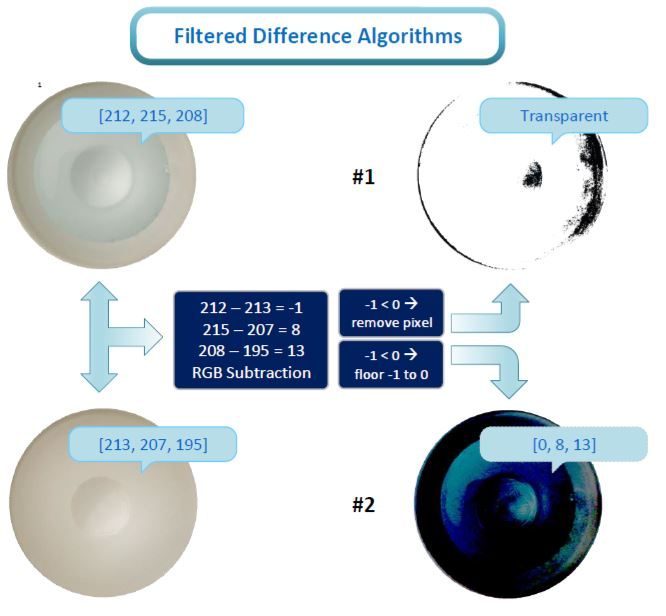 Filtered Difference Algorithms
1
[212, 215, 208]
Transparent
#1
212 – 213 = -1
215 – 207 = 8
208 – 195 = 13
RGB Subtraction
-1 < 0 →
remove pixel
-1 < 0 →
floor -1 to 0
[213, 207, 195]
[0, 8, 13]
#2